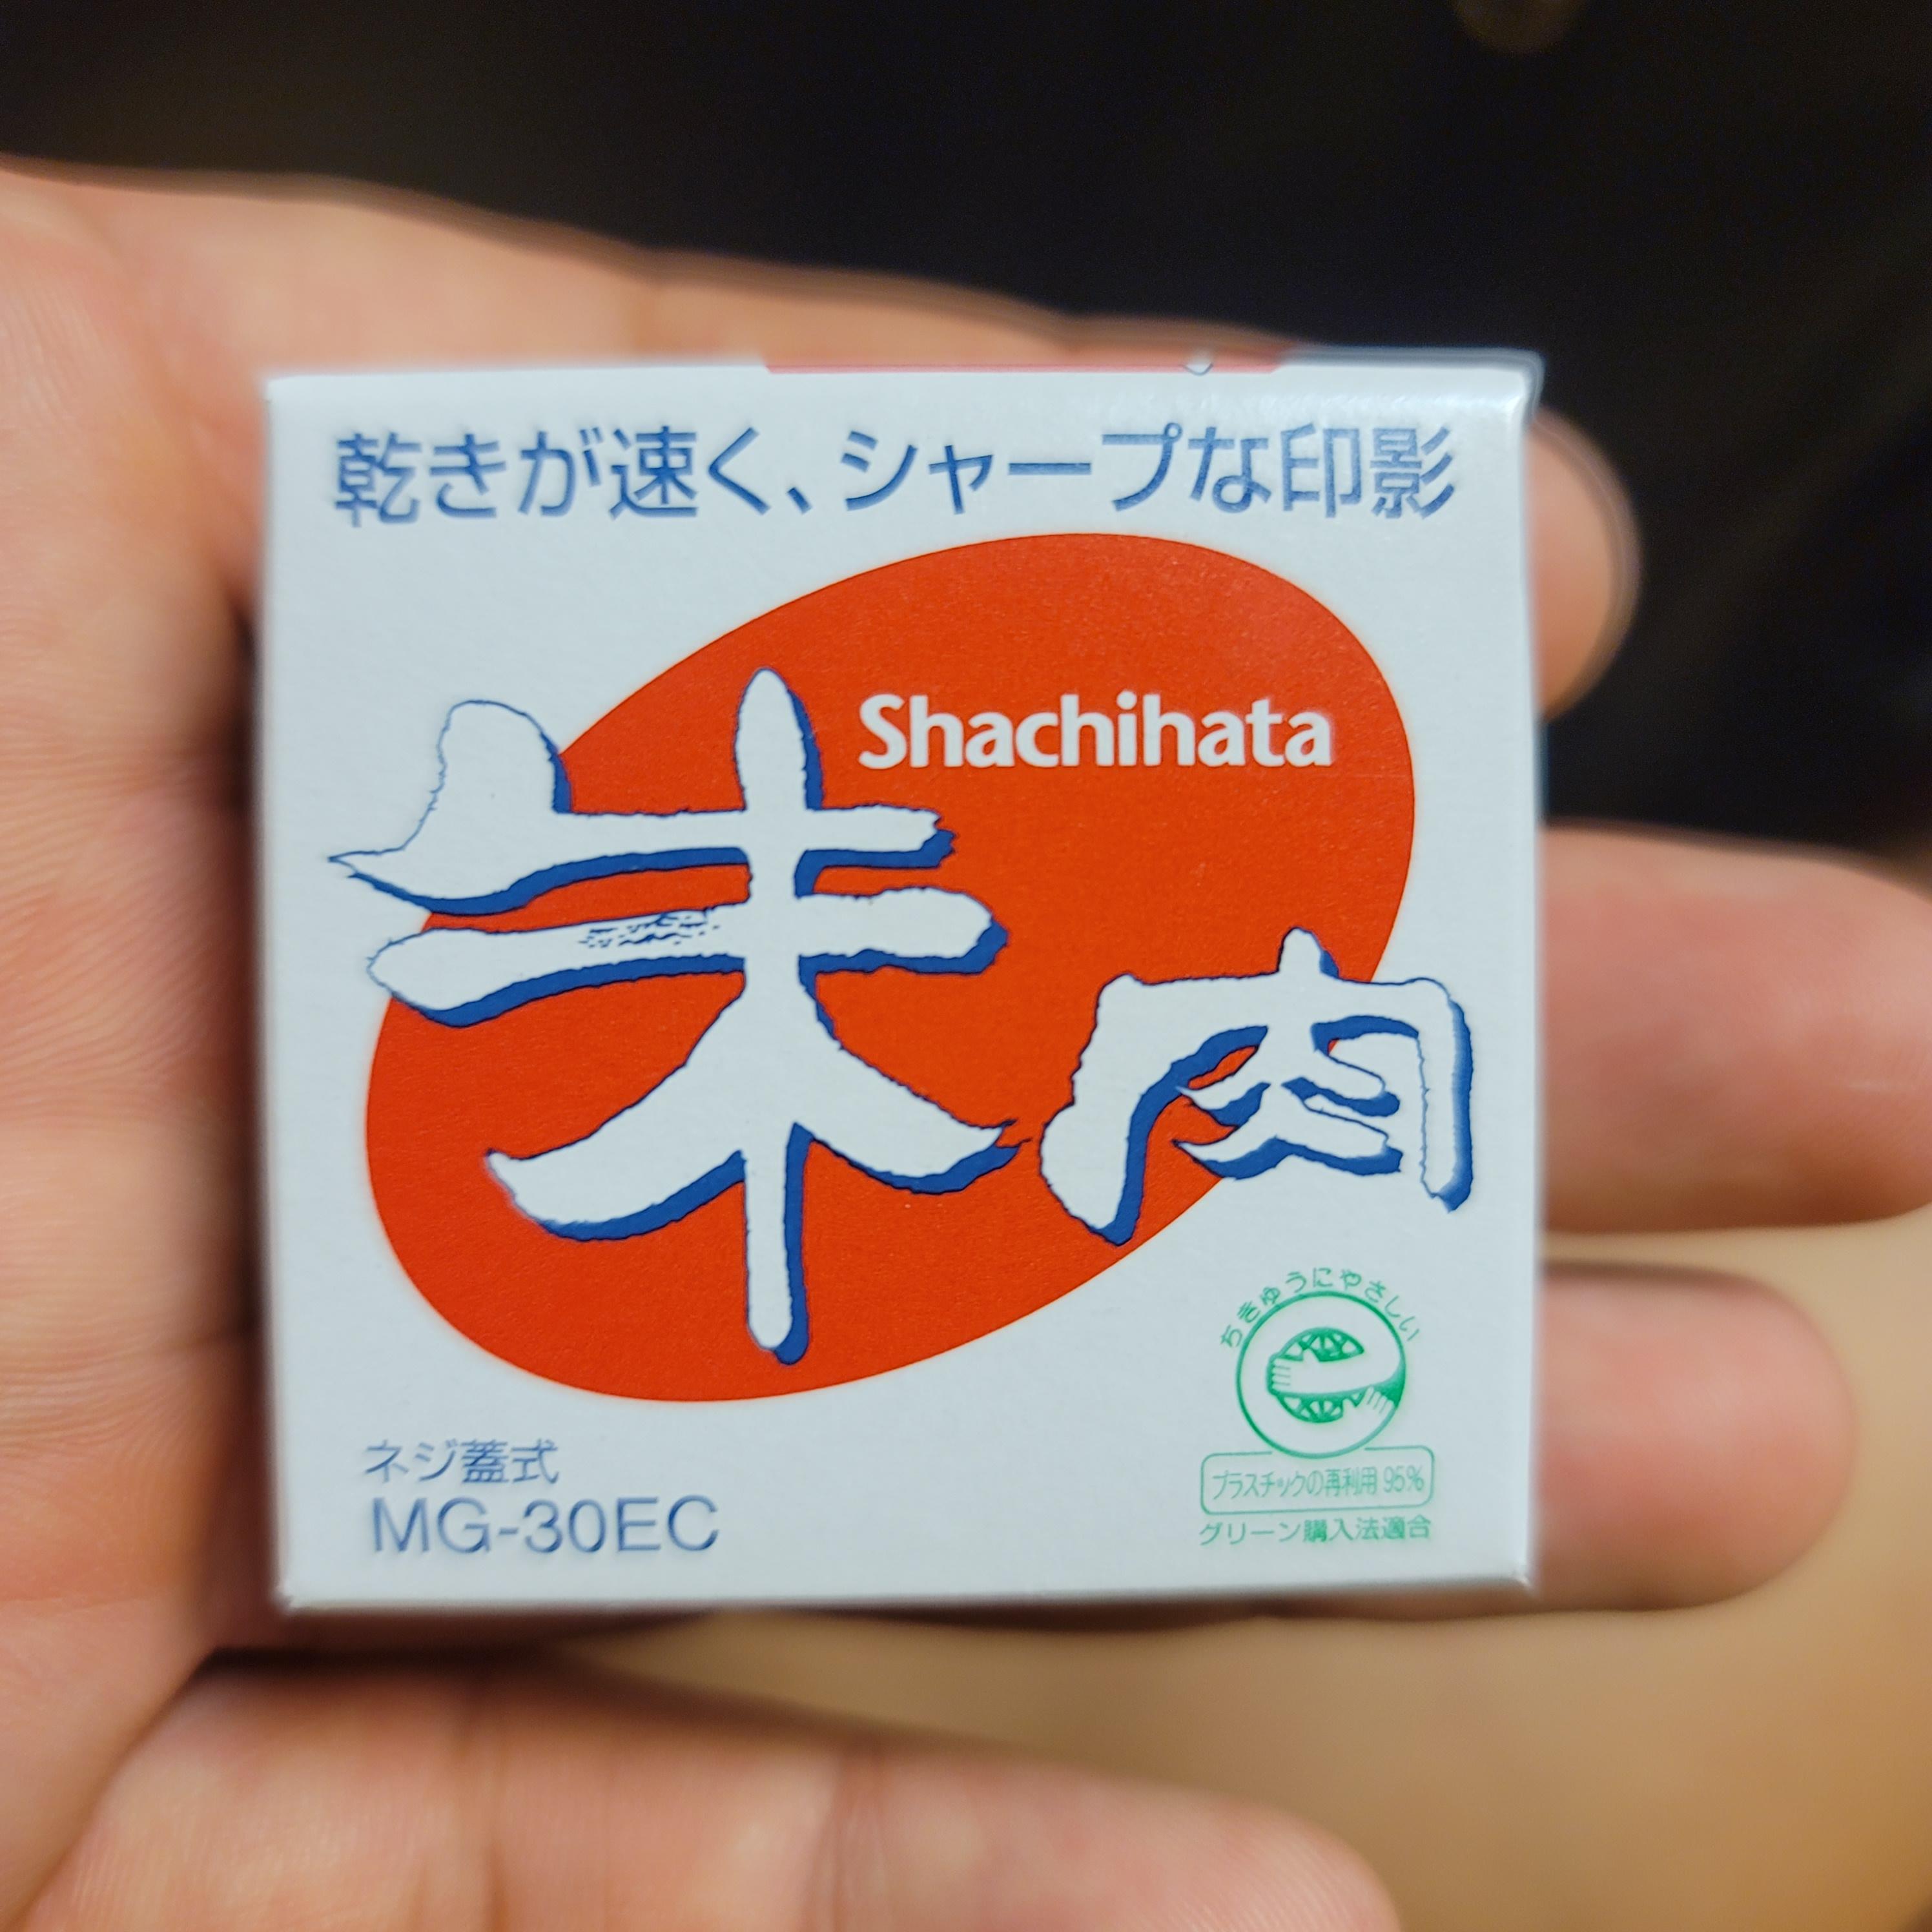 乾きが速く、シャープな印影
Shachihata
朱肉
ちきゅうにやさしい
プラスチックの再利用 95%
グリーン購入法適合
ネジ蓋式
MG-30EC